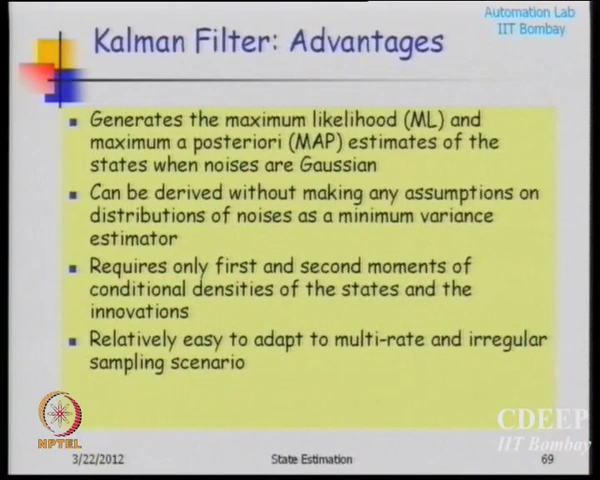 Automation Lab
IIT Bombay
Kalman Filter: Advantages
Generates the maximum likelihood (ML) and
maximum a posteriori (MAP) estimates of the
states when noises are Gaussian
Can be derived without making any assumptions on
distributions of noises as a minimum variance
estimator
Requires only first and second moments of
conditional densities of the states and the
innovations
Relatively easy to adapt to multi-rate and irregular
sampling scenario
NPTEL
CDEEP
IIT Bombay
3/22/2012
State Estimation
69